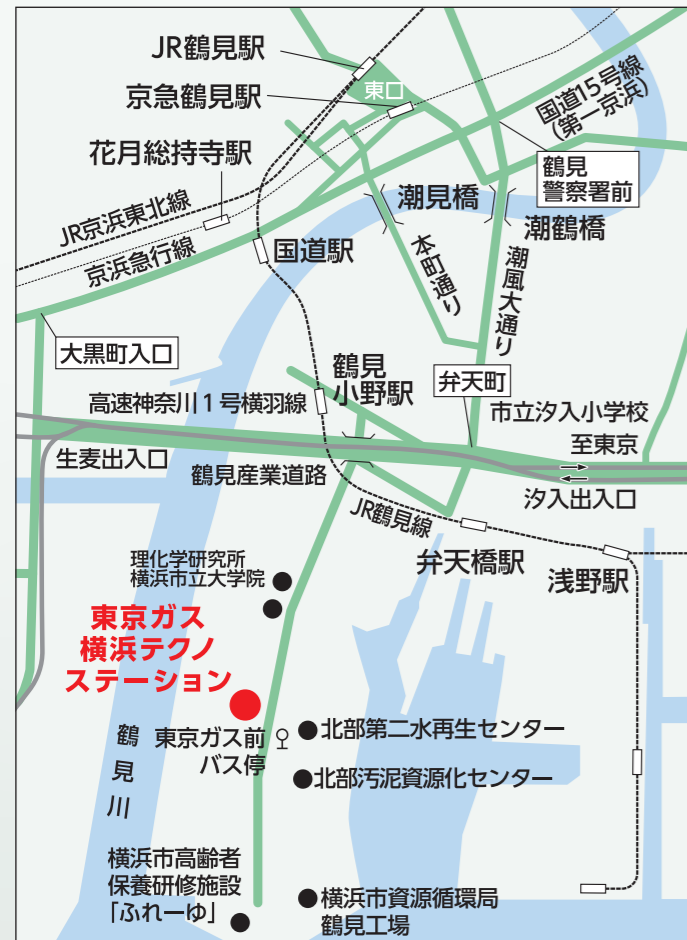 JR鶴見駅
東口
京急鶴見駅
国道15号線
(第一京浜)
花月総持寺駅
鶴見
警察署前
JR京浜東北線
潮見橋
潮鶴橋
京浜急行線
国道駅
本町通り
潮風大通り
大黒町入口
鶴見
小野駅
弁天町
高速神奈川1号横羽線
市立汐入小学校
至東京
生麦出入口
鶴見産業道路
汐入出入口
JR鶴見線
弁天橋駅
浅野駅
理化学研究所
横浜市立大学院
東京ガス
横浜テクノ
ステーション
鶴見川
東京ガス前
バス停
北部第二水再生センター
北部汚泥資源化センター
横浜市高齢者
保養研修施設
「ふれーゆ」
横浜市資源循環局
鶴見工場